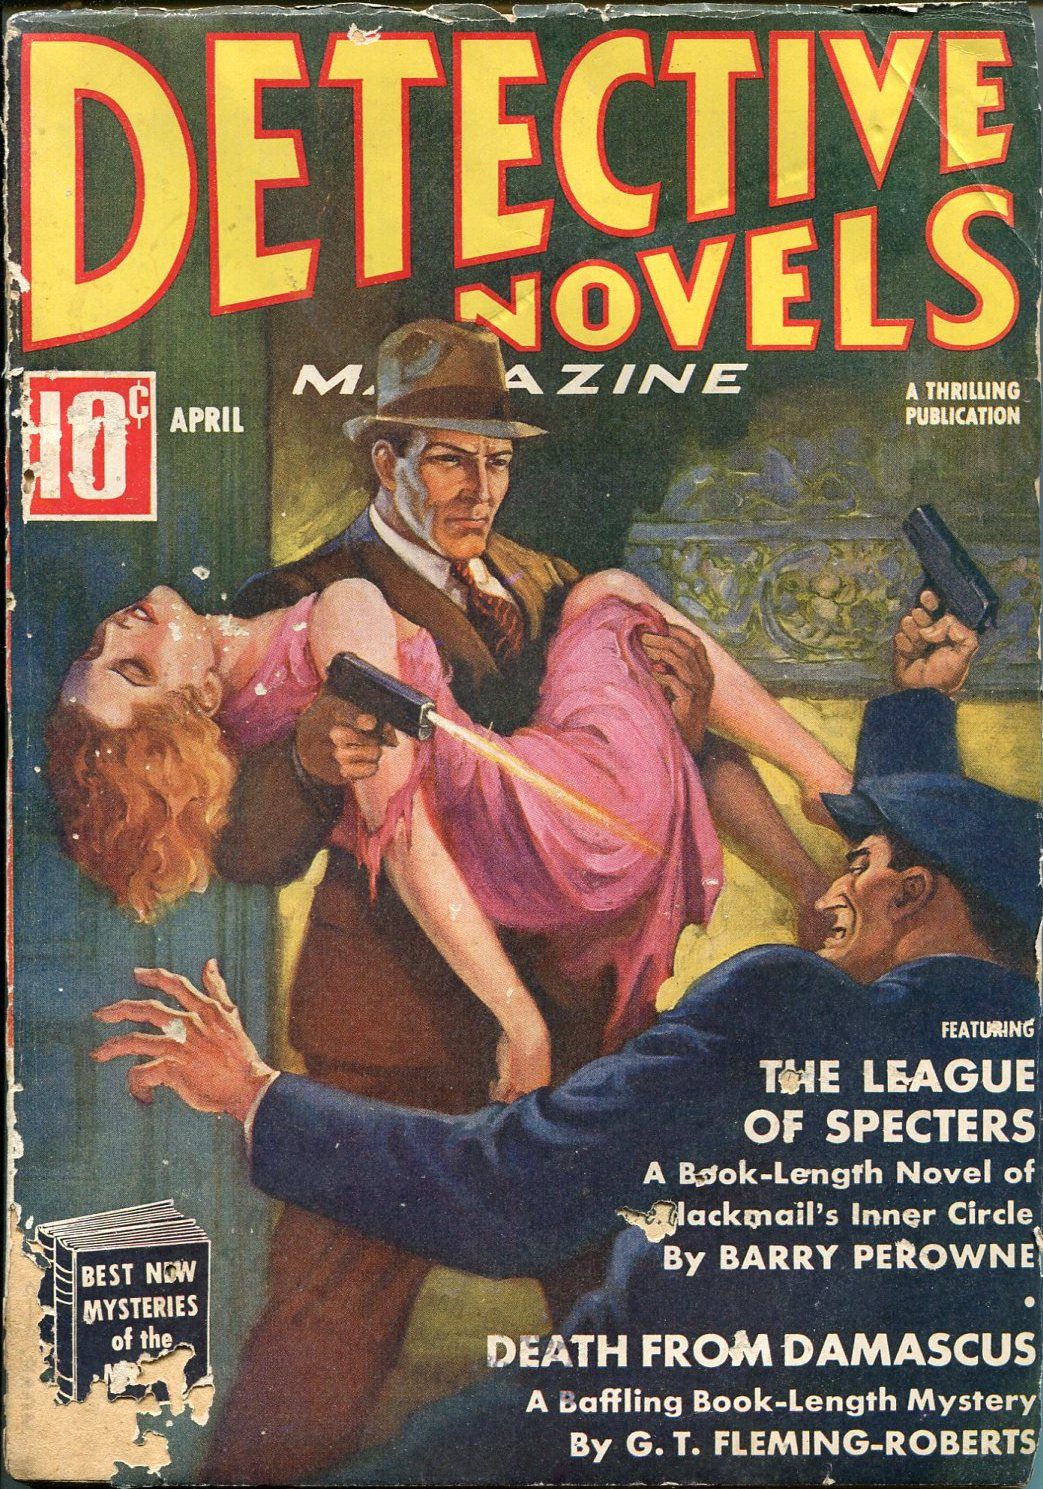 DETECTIVE
NOVELS
MAGAZINE
10¢
APRIL
A THRILLING
PUBLICATION
FEATURING
THE LEAGUE
OF SPECTERS
A Book-Length Novel of
Blackmail's Inner Circle
By BARRY PEROWNE
•
DEATH FROM DAMASCUS
A Baffling Book-Length Mystery
By G. T. FLEMING-ROBERTS
BEST NEW
MYSTERIES
of the